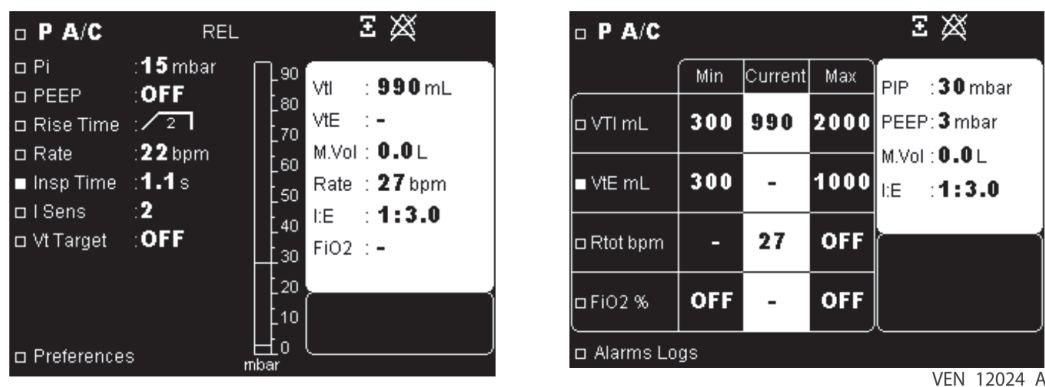 P A/C REL
Pi :15 mbar
PEEP :OFF
Rise Time : 2
Rate :22 bpm
Insp Time :1.1 s
I Sens :2
Vt Target :OFF
Preferences
90
80
70
60
50
40
30
20
10
0
mbar
VtI : 990 mL
VtE : -
M.Vol : 0.0 L
Rate : 27 bpm
I:E : 1:3.0
FiO2 : -
P A/C
Min Current Max
VTI mL 300 990 2000
VtE mL 300 - 1000
Rtot bpm - 27 OFF
FiO2 % OFF - OFF
Alarms Logs
PIP : 30 mbar
PEEP: 3 mbar
M.Vol : 0.0 L
I:E : 1:3.0
VEN 12024 A